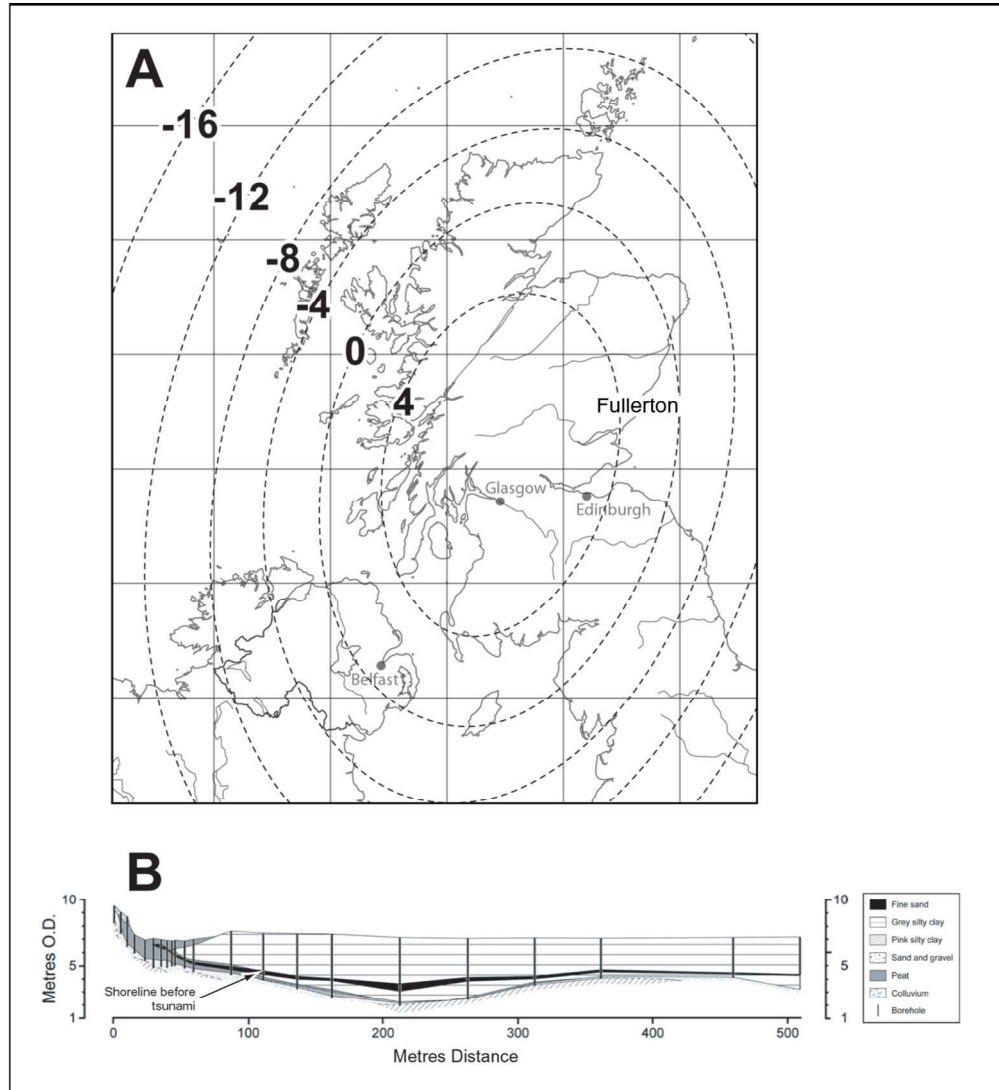 A
-16
-12
-8
-4
0
4
Fullerton
Glasgow
Edinburgh
Belfast
B
10
5
1
Metres O.D.
Shoreline before
tsunami
0
100
200
300
400
500
Metres Distance
10
5
1
Fine sand
Grey silty clay
Pink silty clay
Sand and gravel
Peat
Colluvium
Borehole